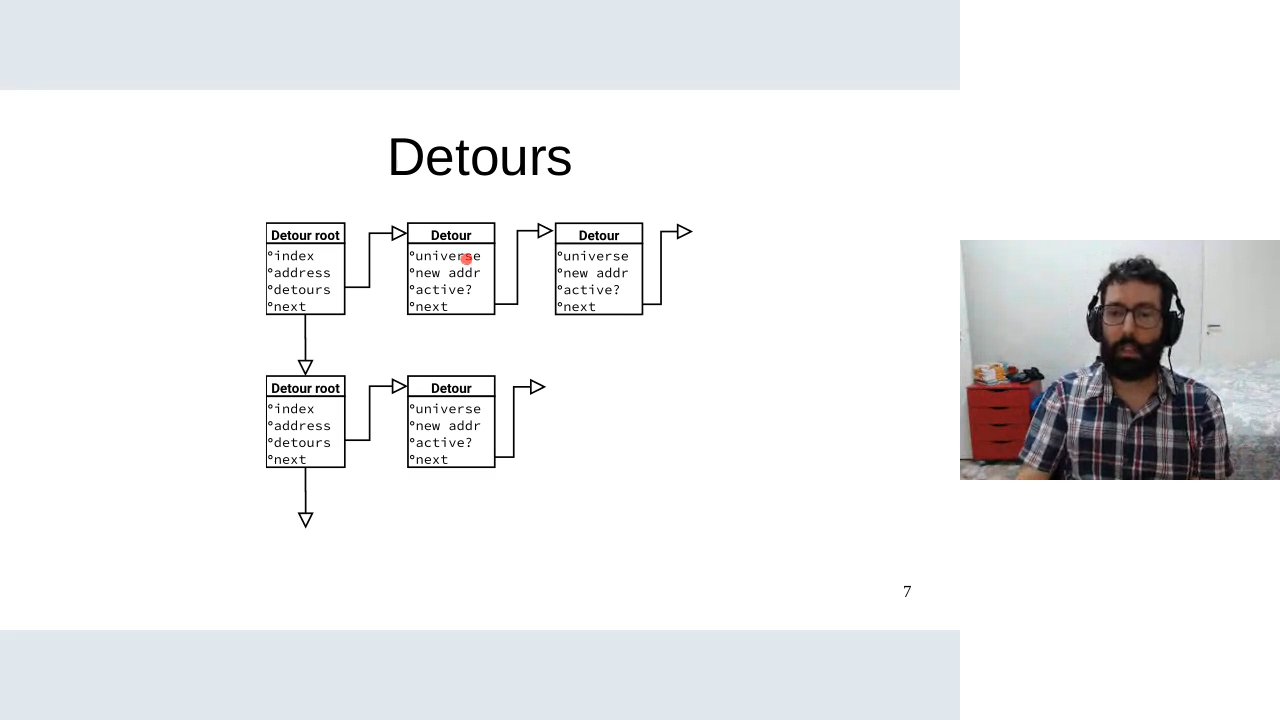 Detours
Detour root
°index
°address
°detours
°next
Detour
°universe
°new addr
°active?
°next
Detour
°universe
°new addr
°active?
°next
Detour root
°index
°address
°detours
°next
Detour
°universe
°new addr
°active?
°next
7